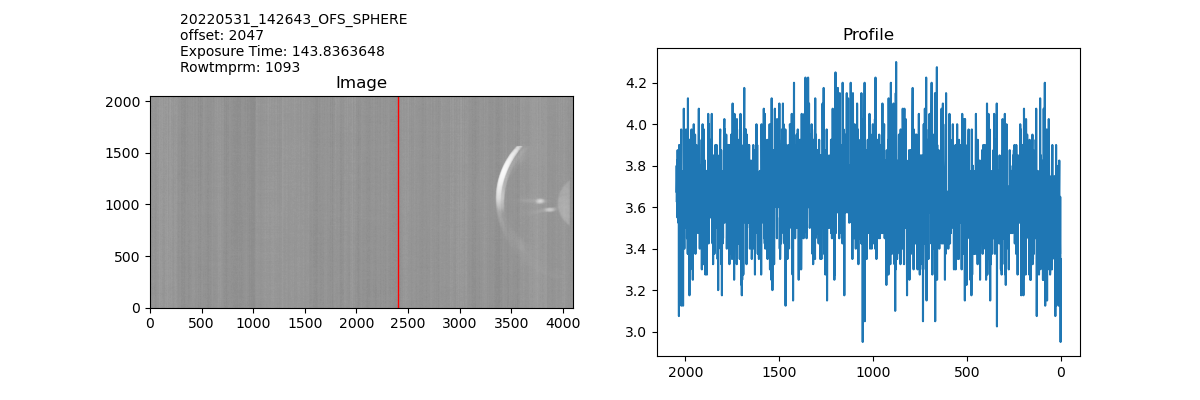 20220531_142643_OFS_SPHERE
offset: 2047
Exposure Time: 143.8363648
Rowtmprm: 1093
Image
2000
1500
1000
500
0
0 500 1000 1500 2000 2500 3000 3500 4000
Profile
4.2
4.0
3.8
3.6
3.4
3.2
3.0
2000 1500 1000 500 0